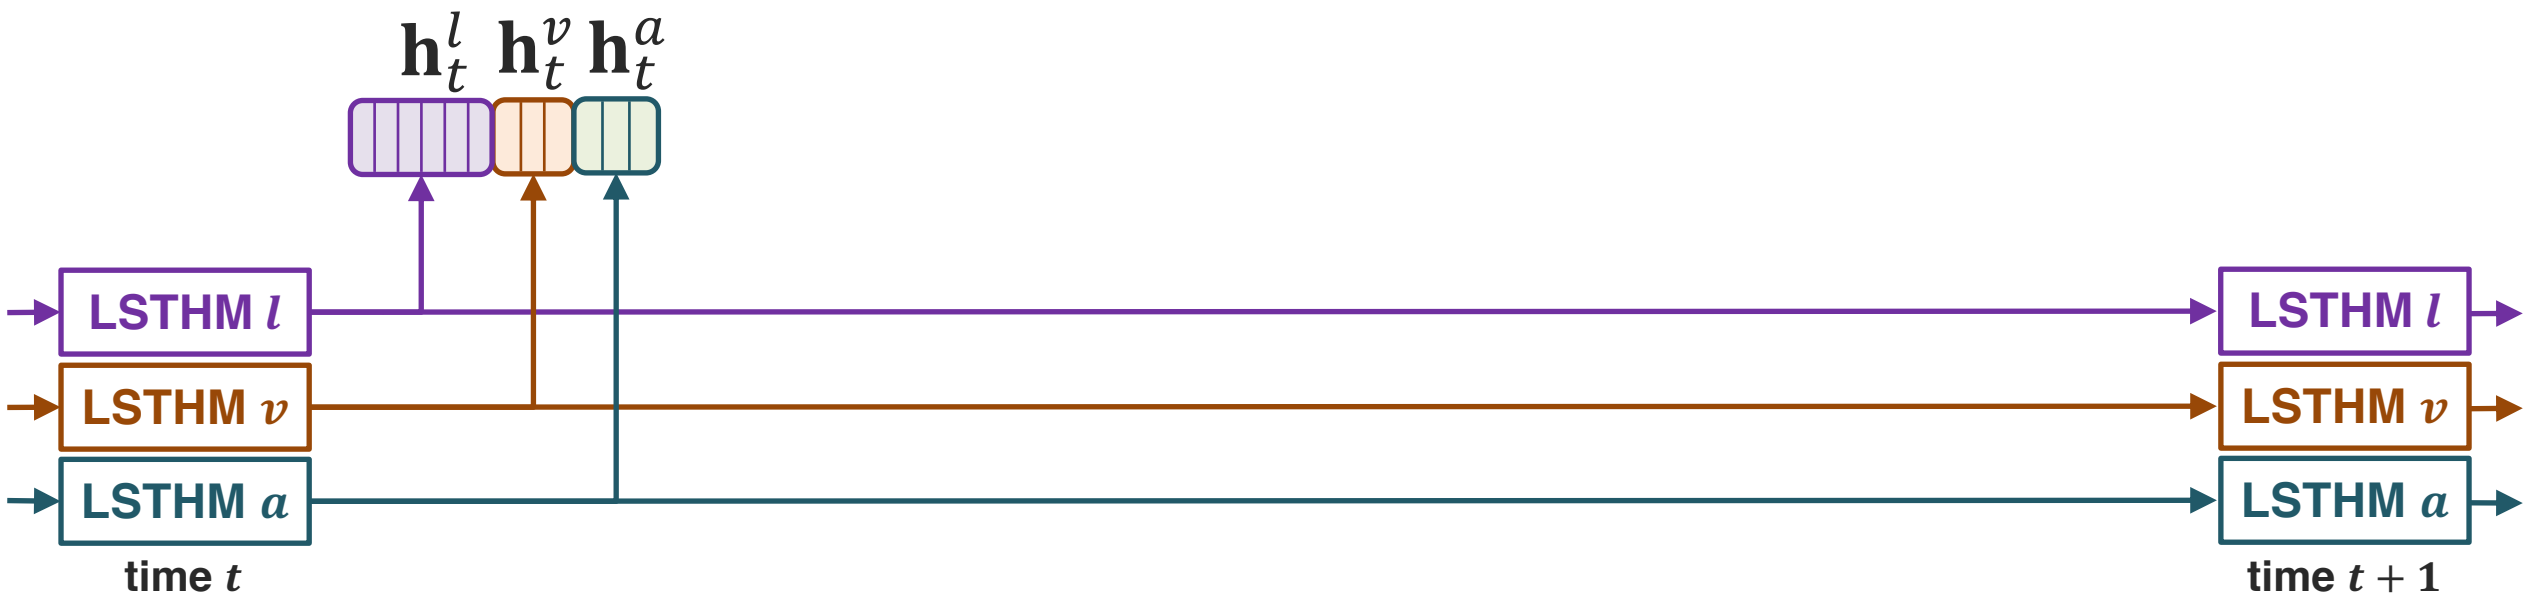 𝐡_t^l 𝐡_t^v 𝐡_t^a
LSTHM l LSTHM l
LSTHM v LSTHM v
LSTHM a LSTHM a
time t time t + 1